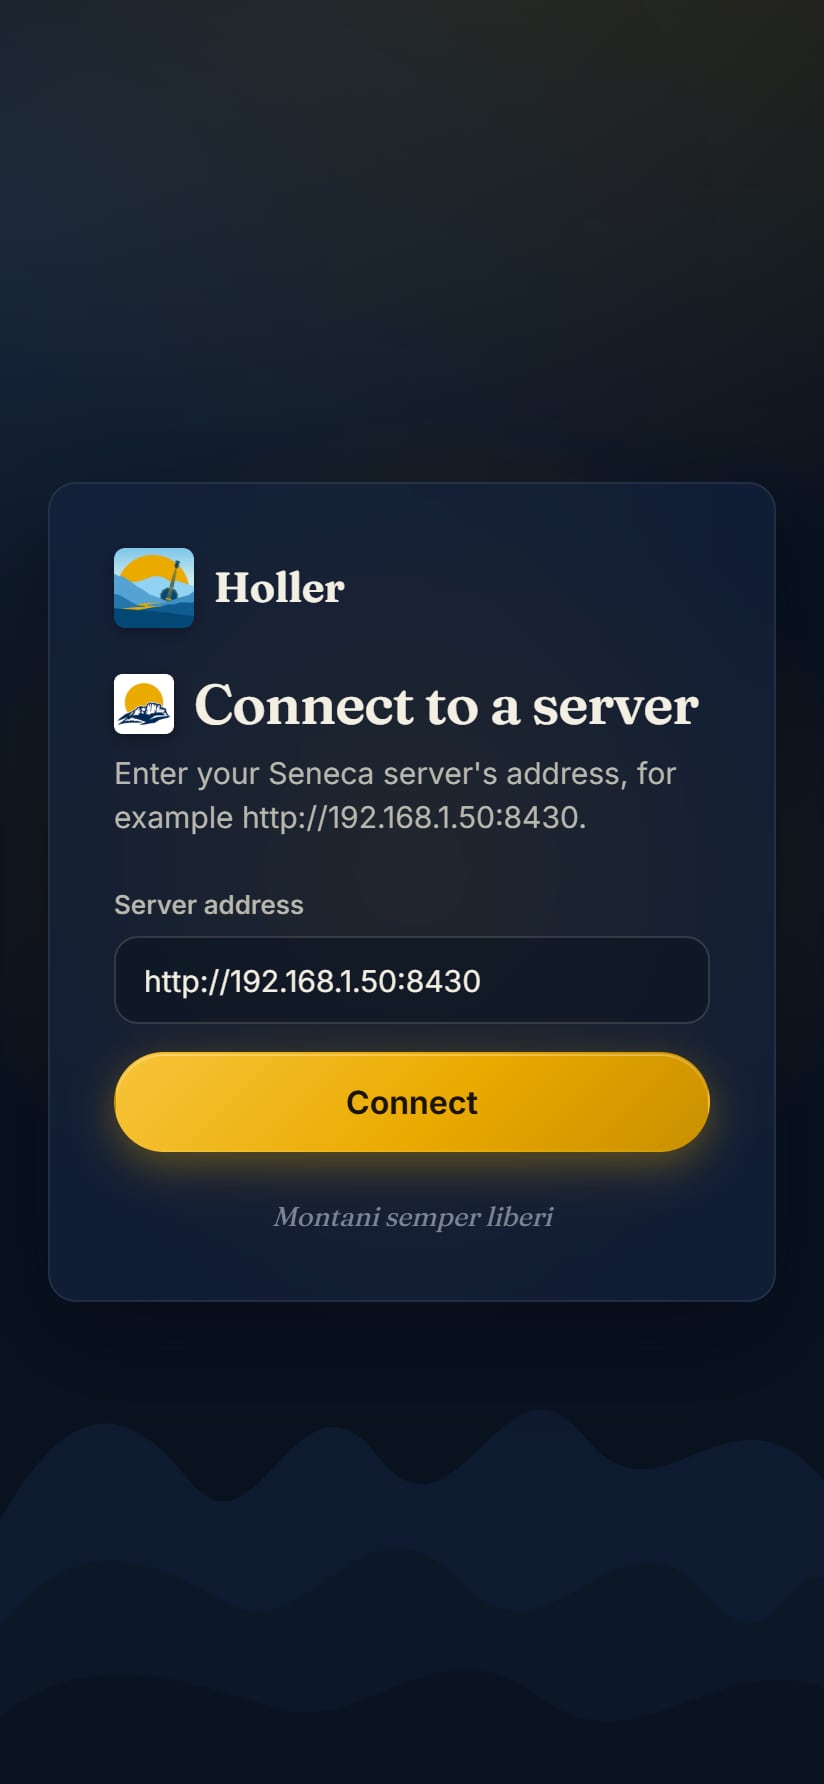 Holler
Connect to a server
Enter your Seneca server's address, for
example http://192.168.1.50:8430.
Server address
http://192.168.1.50:8430
Connect
Montani semper liberi